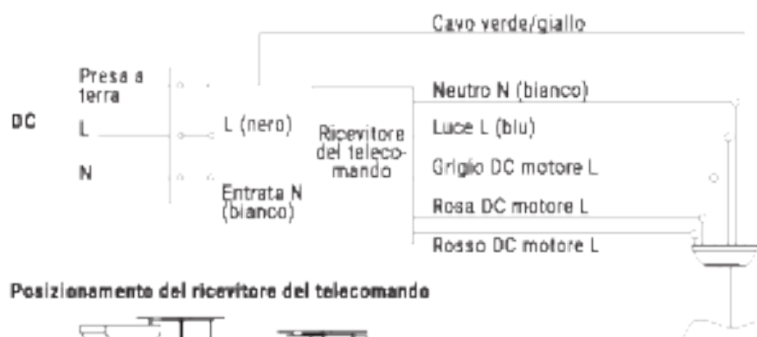 Cavo verde/giallo
Presa a
terra
DC
L
N
L (nero)
Entrata N
(bianco)
Ricevitore
del teleco-
mando
Neutro N (bianco)
Luce L (blu)
Grigio DC motore L
Rosa DC motore L
Rosso DC motore L
Posizionamento del ricevitore del telecomando